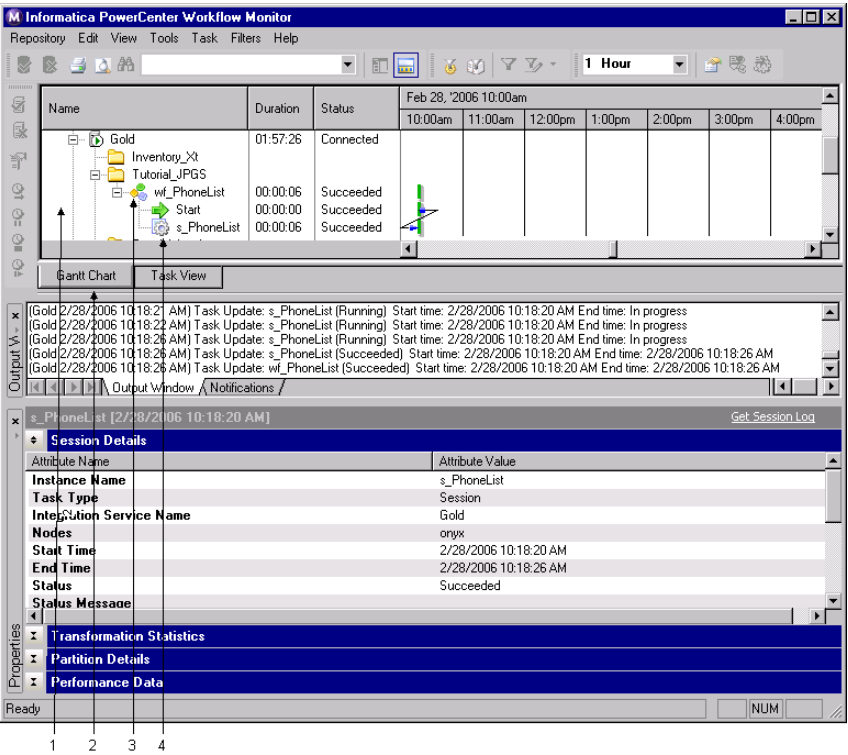 Informatica PowerCenter Workflow Monitor
Repository Edit View Tools Task Filters Help
1 Hour
Name Duration Status Feb 28, '2006 10:00am
10:00am 11:00am 12:00pm 1:00pm 2:00pm 3:00pm 4:00pm
Gold 01:57:26 Connected
Inventory_Xt
Tutorial_JPGS
wf_PhoneList 00:00:06 Succeeded
Start 00:00:00 Succeeded
s_PhoneList 00:00:06 Succeeded
Gantt Chart Task View
(Gold 2/28/2006 10:18:21 AM) Task Update: s_PhoneList (Running) Start time: 2/28/2006 10:18:20 AM End time: In progress
(Gold 2/28/2006 10:18:22 AM) Task Update: s_PhoneList (Running) Start time: 2/28/2006 10:18:20 AM End time: In progress
(Gold 2/28/2006 10:18:26 AM) Task Update: s_PhoneList (Running) Start time: 2/28/2006 10:18:20 AM End time: In progress
(Gold 2/28/2006 10:18:26 AM) Task Update: s_PhoneList (Succeeded) Start time: 2/28/2006 10:18:20 AM End time: 2/28/2006 10:18:26 AM
(Gold 2/28/2006 10:18:26 AM) Task Update: wf_PhoneList (Succeeded) Start time: 2/28/2006 10:18:20 AM End time: 2/28/2006 10:18:26 AM
Output W
Output Window Notifications
s_PhoneList [2/28/2006 10:18:20 AM] Get Session Log
Session Details
Attribute Name Attribute Value
Instance Name s_PhoneList
Task Type Session
Integration Service Name Gold
Nodes onyx
Start Time 2/28/2006 10:18:20 AM
End Time 2/28/2006 10:18:26 AM
Status Succeeded
Status Message
Transformation Statistics
Partition Details
Performance Data
Properties
Ready NUM
1 2 3 4